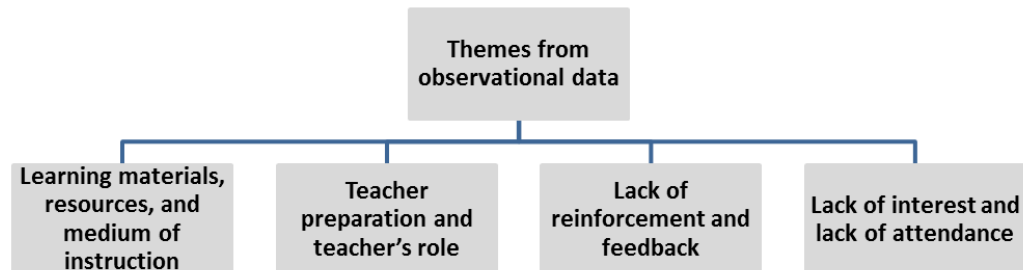 Themes from
observational data
Learning materials,
resources, and
medium of
instruction
Teacher
preparation and
teacher’s role
Lack of
reinforcement and
feedback
Lack of interest and
lack of attendance